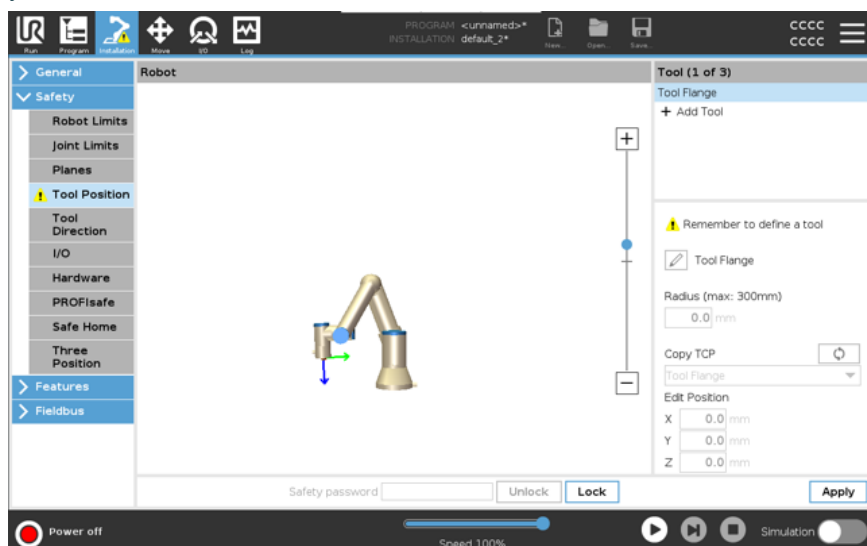 UR
PROGRAM <unnamed>*
INSTALLATION default_2*
CCCC
CCCC
Run Program Installation Move I/O Log New... Open... Save...
General
Safety
Robot Limits
Joint Limits
Planes
Tool Position
Tool
Direction
I/O
Hardware
PROFIsafe
Safe Home
Three
Position
Features
Fieldbus
Robot
Tool (1 of 3)
Tool Flange
+ Add Tool
Remember to define a tool
Tool Flange
Radius (max: 300mm)
0.0 mm
Copy TCP
Tool Flange
Edit Position
X 0.0 mm
Y 0.0 mm
Z 0.0 mm
Safety password Unlock Lock
Apply
Power off
Speed 100%
Simulation